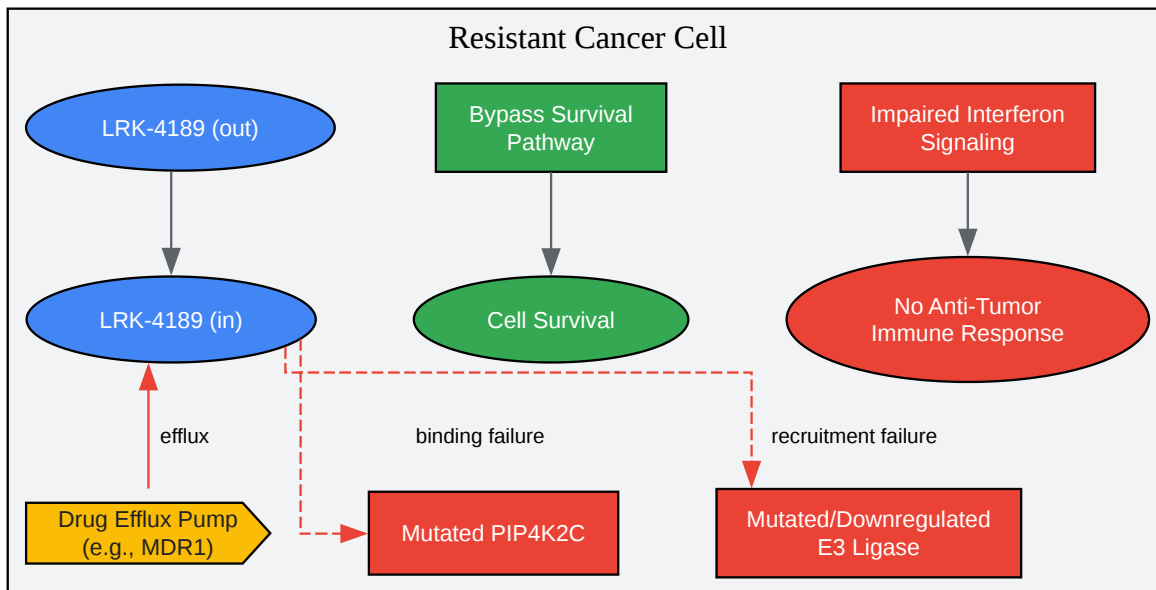 Resistant Cancer Cell
LRK-4189 (out)
Bypass Survival
Pathway
Impaired Interferon
Signaling
LRK-4189 (in)
Cell Survival
No Anti-Tumor
Immune Response
efflux
binding failure
recruitment failure
Drug Efflux Pump
(e.g., MDR1)
Mutated PIP4K2C
Mutated/Downregulated
E3 Ligase